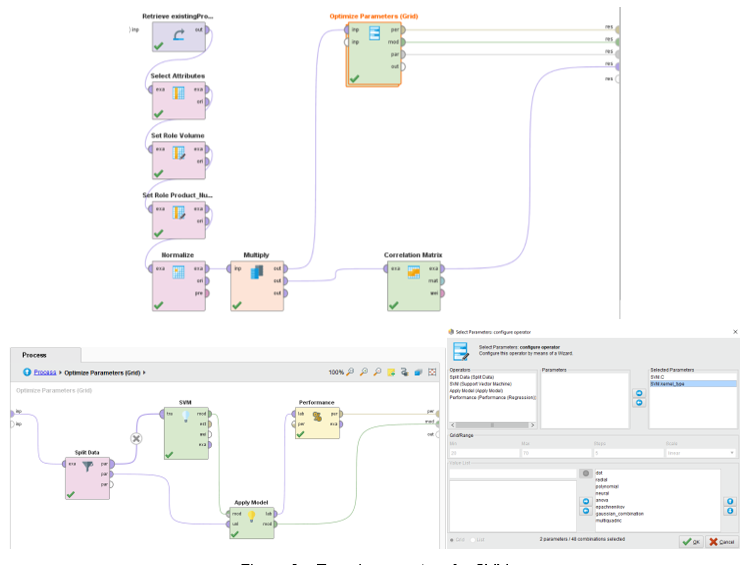 Retrieve existingPro...
Inp
out
Select Attributes
exa
exa
ori
Set Role Volume
exa
exa
ori
Set Role Product_Nu...
exa
exa
ori
Normalize
exa
exa
ori
pre
Multiply
inp
out
out
out
Optimize Parameters (Grid)
inp
inp
per
mod
par
out
Correlation Matrix
exa
exa
mat
wei
res
res
res
res
res
Process
Process ▸ Optimize Parameters (Grid) ▸
100%
Optimize Parameters (Grid)
inp
inp
Split Data
exa
par
par
par
SVM
tra
mod
est
wei
exa
Performance
lab
per
per
exa
Apply Model
mod
unl
lab
mod
per
mod
out
Select Parameters: configure operator
Select Parameters: configure operator
Configure this operator by means of a Wizard.
Operators
Split Data (Split Data)
SVM (Support Vector Machine)
Apply Model (Apply Model)
Performance (Performance (Regression))
Parameters
Selected Parameters
SVM.C
SVM.kernel_type
Grid/Range
Min
Max
Steps
Scale
5
linear
Value List
dot
radial
polynomial
neural
anova
epachnenikov
gaussian_combination
multiquadric
Grid
List
2 parameters / 48 combinations selected
OK
Cancel